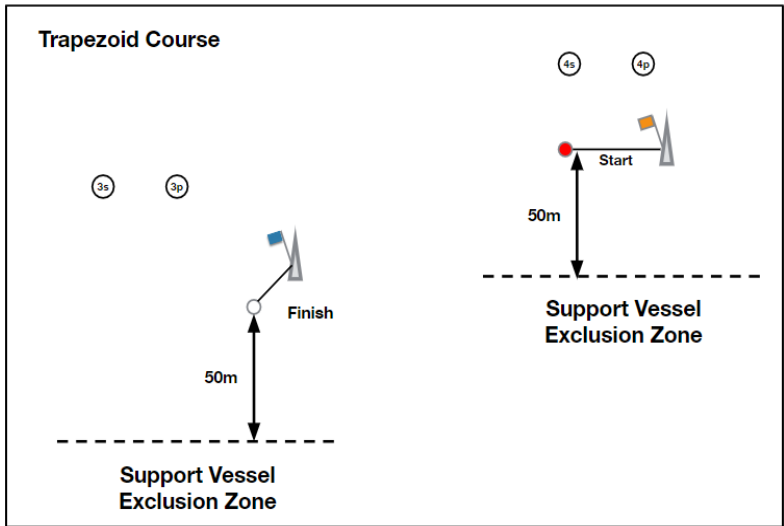 Trapezoid Course
4s
4p
Start
3s
3p
50m
Finish
Support Vessel
Exclusion Zone
50m
Support Vessel
Exclusion Zone